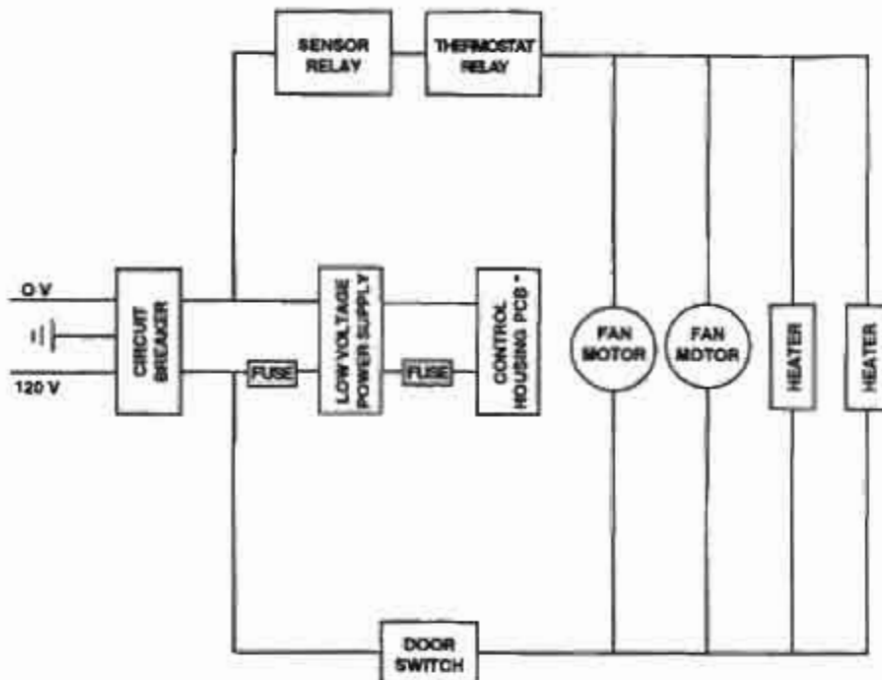 SENSOR
RELAY
THERMOSTAT
RELAY
O V
120 V
CIRCUIT
BREAKER
FUSE
LOW VOLTAGE
POWER SUPPLY
FUSE
CONTROL
HOUSING PCB *
FAN
MOTOR
FAN
MOTOR
HEATER
HEATER
DOOR
SWITCH